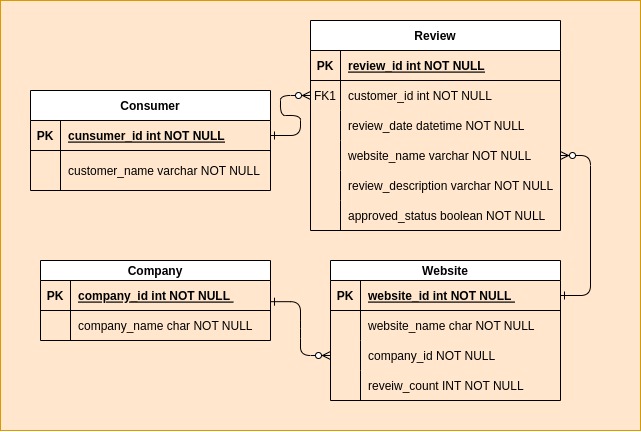 Review
PK review_id int NOT NULL
FK1 customer_id int NOT NULL
review_date datetime NOT NULL
website_name varchar NOT NULL
review_description varchar NOT NULL
approved_status boolean NOT NULL
Consumer
PK cunsumer_id int NOT NULL
customer_name varchar NOT NULL
Company
PK company_id int NOT NULL
company_name char NOT NULL
Website
PK website_id int NOT NULL
website_name char NOT NULL
company_id NOT NULL
reveiw_count INT NOT NULL